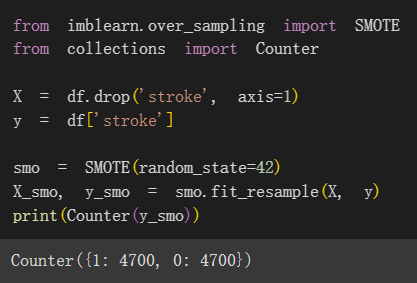 from imblearn.over_sampling import SMOTE
from collections import Counter
X = df.drop('stroke', axis=1)
y = df['stroke']
smo = SMOTE(random_state=42)
X_smo, y_smo = smo.fit_resample(X, y)
print(Counter(y_smo))
Counter({1: 4700, 0: 4700})